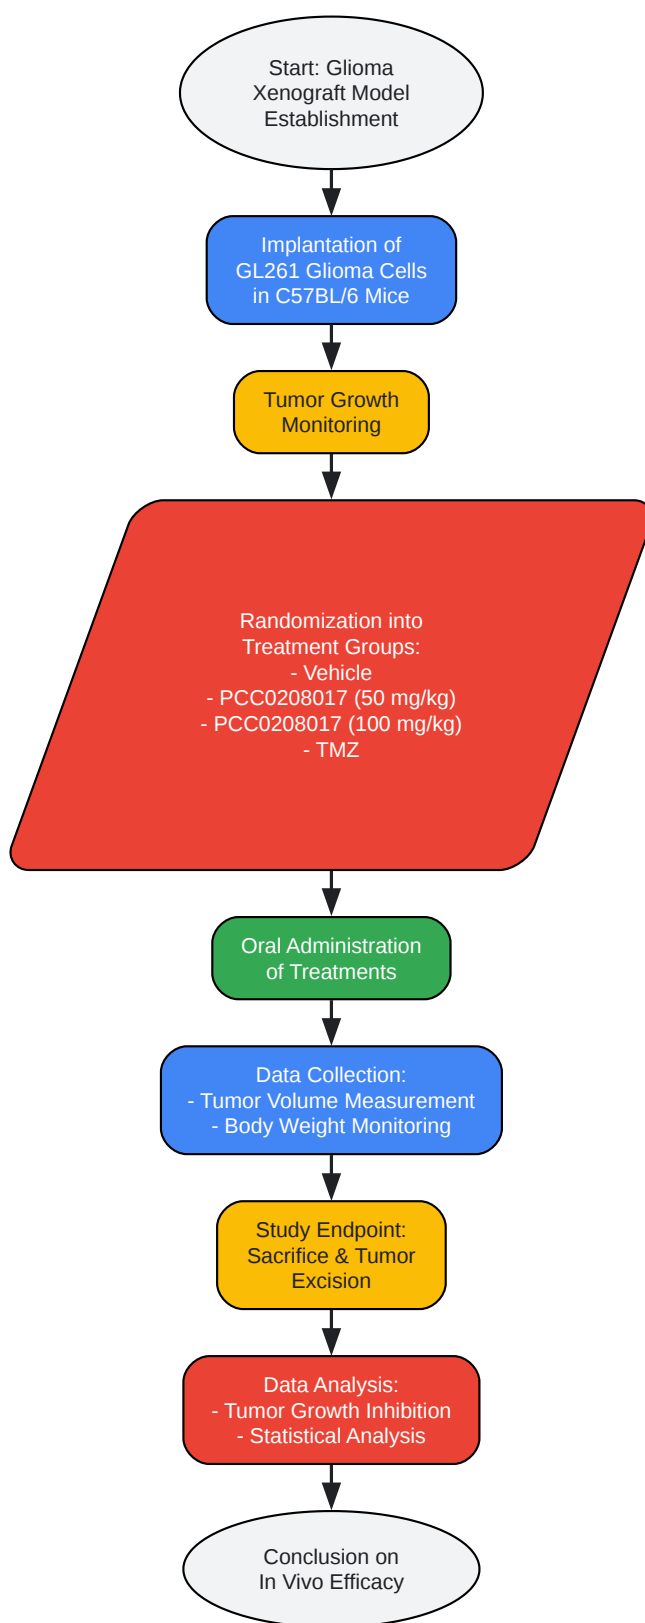 Start: Glioma
Xenograft Model
Establishment
Implantation of
GL261 Glioma Cells
in C57BL/6 Mice
Tumor Growth
Monitoring
Randomization into
Treatment Groups:
- Vehicle
- PCC0208017 (50 mg/kg)
- PCC0208017 (100 mg/kg)
- TMZ
Oral Administration
of Treatments
Data Collection:
- Tumor Volume Measurement
- Body Weight Monitoring
Study Endpoint:
Sacrifice & Tumor
Excision
Data Analysis:
- Tumor Growth Inhibition
- Statistical Analysis
Conclusion on
In Vivo Efficacy